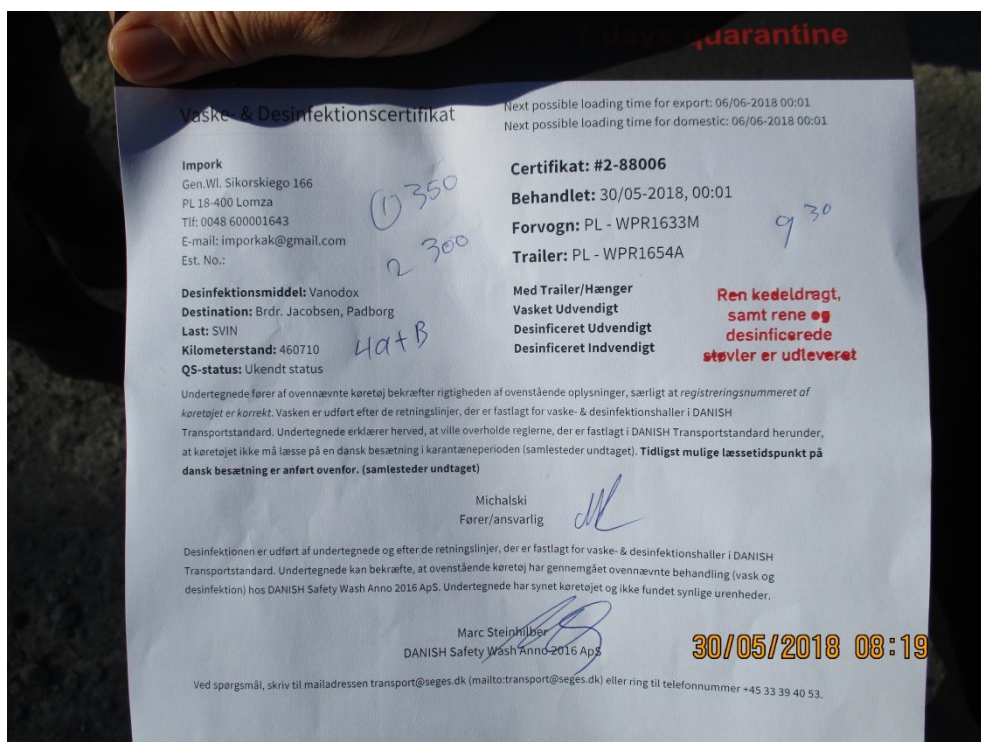 7 days quarantine
Vaske- & Desinfektionscertifikat
Next possible loading time for export: 06/06-2018 00:01
Next possible loading time for domestic: 06/06-2018 00:01
Impork
Gen.Wl. Sikorskiego 166
PL 18-400 Lomza
Tlf: 0048 600001643
E-mail: imporkak@gmail.com
Est. No.:
① 350
2 300
Certifikat: #2-88006
Behandlet: 30/05-2018, 00:01
Forvogn: PL - WPR1633M
Trailer: PL - WPR1654A
9 30
Desinfektionsmiddel: Vanodox
Destination: Brdr. Jacobsen, Padborg
Last: SVIN
Kilometerstand: 460710
QS-status: Ukendt status
4a+B
Med Trailer/Hænger
Vasket Udvendigt
Desinficeret Udvendigt
Desinficeret Indvendigt
Ren kedeldragt,
samt rene og
desinficerede
støvler er udleveret
Undertegnede fører af ovennævnte køretøj bekræfter rigtigheden af ovenstående oplysninger, særligt at registreringsnummeret af
køretøjet er korrekt. Vasken er udført efter de retningslinjer, der er fastlagt for vaske- & desinfektionshaller i DANISH
Transportstandard. Undertegnede erklærer herved, at ville overholde reglerne, der er fastlagt i DANISH Transportstandard herunder,
at køretøjet ikke må læsse på en dansk besætning i karantæneperioden (samlesteder undtaget). Tidligst mulige læssetidspunkt på
dansk besætning er anført ovenfor. (samlesteder undtaget)
Michalski
Fører/ansvarlig
Desinfektionen er udført af undertegnede og efter de retningslinjer, der er fastlagt for vaske- & desinfektionshaller i DANISH
Transportstandard. Undertegnede kan bekræfte, at ovenstående køretøj har gennemgået ovennævnte behandling (vask og
desinfektion) hos DANISH Safety Wash Anno 2016 ApS. Undertegnede har synet køretøjet og ikke fundet synlige urenheder.
Marc Steinhilber
DANISH Safety Wash Anno 2016 ApS
30/05/2018 08:19
Ved spørgsmål, skriv til mailadressen transport@seges.dk (mailto:transport@seges.dk) eller ring til telefonnummer +45 33 39 40 53.